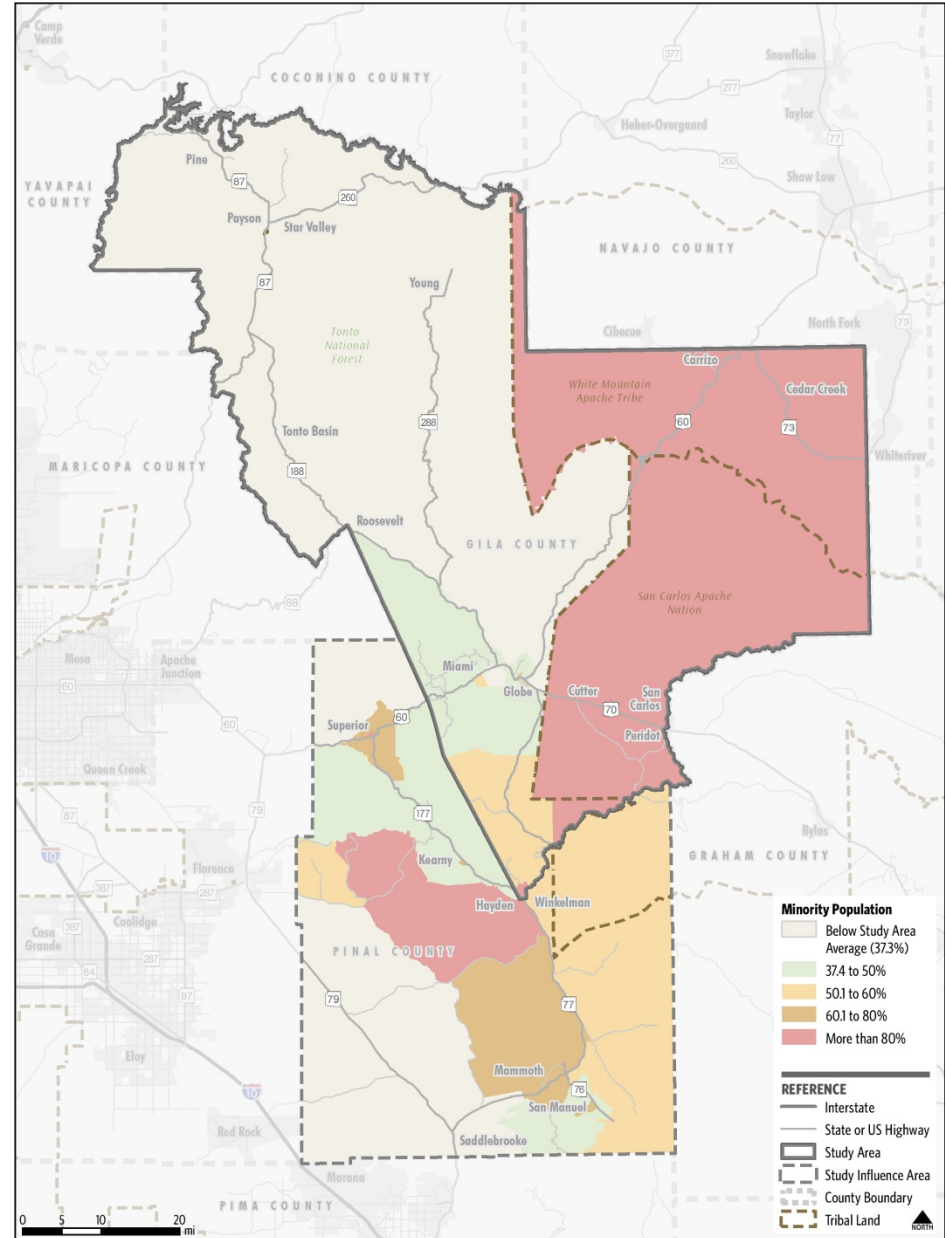 Camp
Verde
COCONINO COUNTY
377
Snowflake
277
Taylor
Heber-Overgaard
77
260
Show Low
Pine
87
YAVAPAI
COUNTY
260
Payson
Star Valley
NAVAJO COUNTY
87
Young
Cibecue
North Fork
73
Tonto
National
Forest
Carrizo
White Mountain
Apache Tribe
Cedar Creek
60
288
73
Tonto Basin
MARICOPA COUNTY
188
Whiteriver
Roosevelt
GILA COUNTY
88
San Carlos Apache
Nation
Mesa
Apache
Junction
60
Miami
Globe
Cutter
San
Carlos
70
60
Superior
60
Peridot
Queen Creek
79
177
87
10
Bylas
Kearny
GRAHAM COUNTY
Florence
287
387
Hayden
Winkelman
Coolidge
Casa
Grande
387
287
PINAL COUNTY
84
87
79
77
Eloy
Mammoth
76
10
San Manuel
Red Rock
Saddlebrooke
Marana
PIMA COUNTY
Minority Population
Below Study Area
Average (37.3%)
37.4 to 50%
50.1 to 60%
60.1 to 80%
More than 80%
REFERENCE
Interstate
State or US Highway
Study Area
Study Influence Area
County Boundary
Tribal Land
0 5 10 20
mi
NORTH